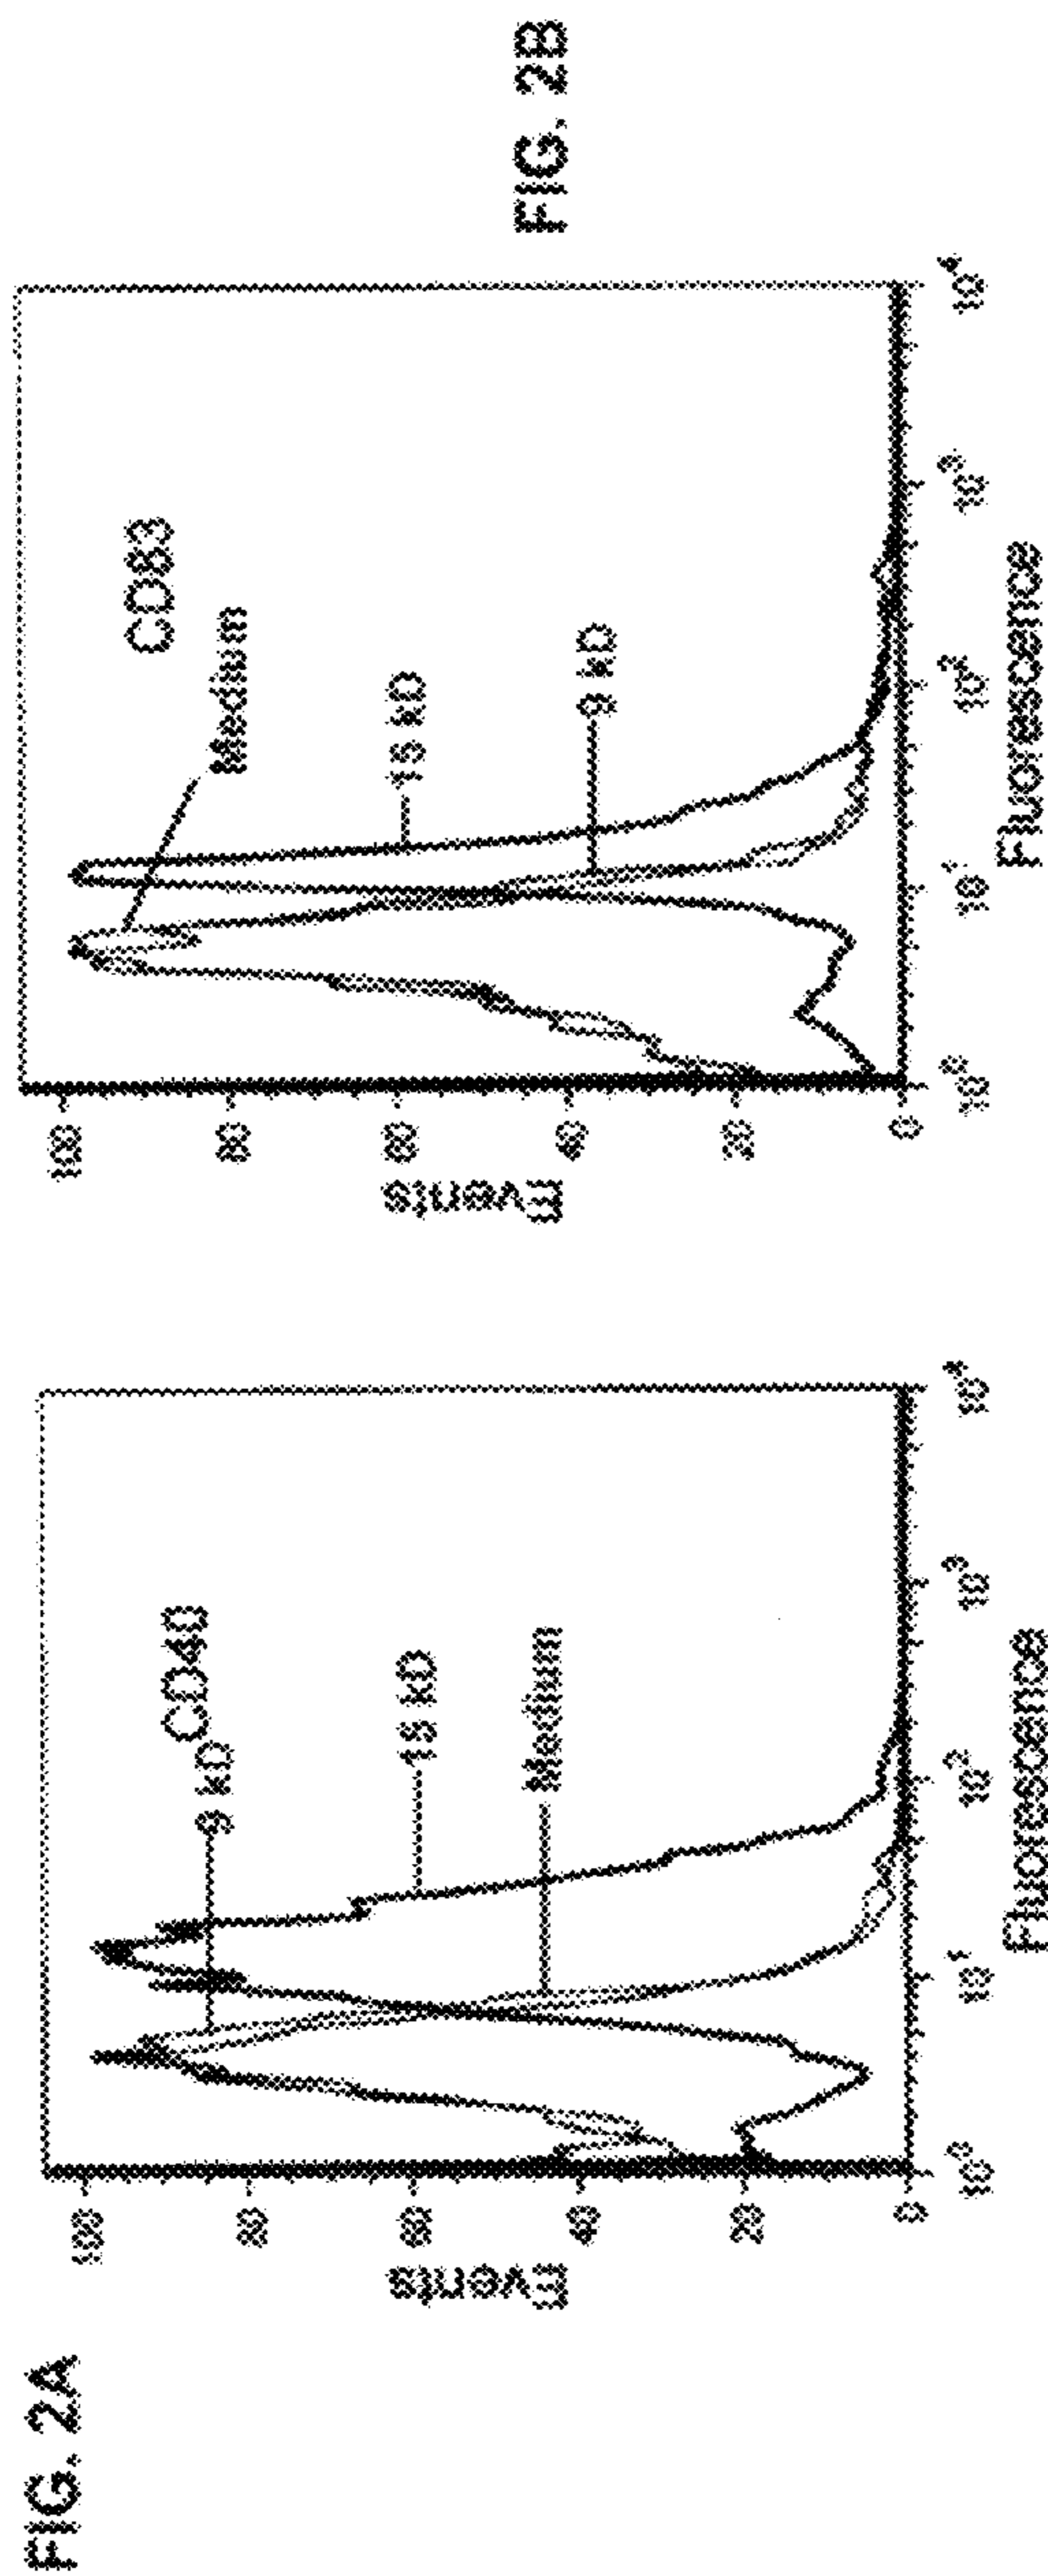 FIG. 2A
Events
100
80
60
40
20
0
CD40
9 kD
15 kD
Medium
10⁰
10¹
10²
10³
10⁴
Fluorescence
FIG. 2B
Events
100
80
60
40
20
0
CD83
Medium
15 kD
9 kD
10⁰
10¹
10²
10³
10⁴
Fluorescence